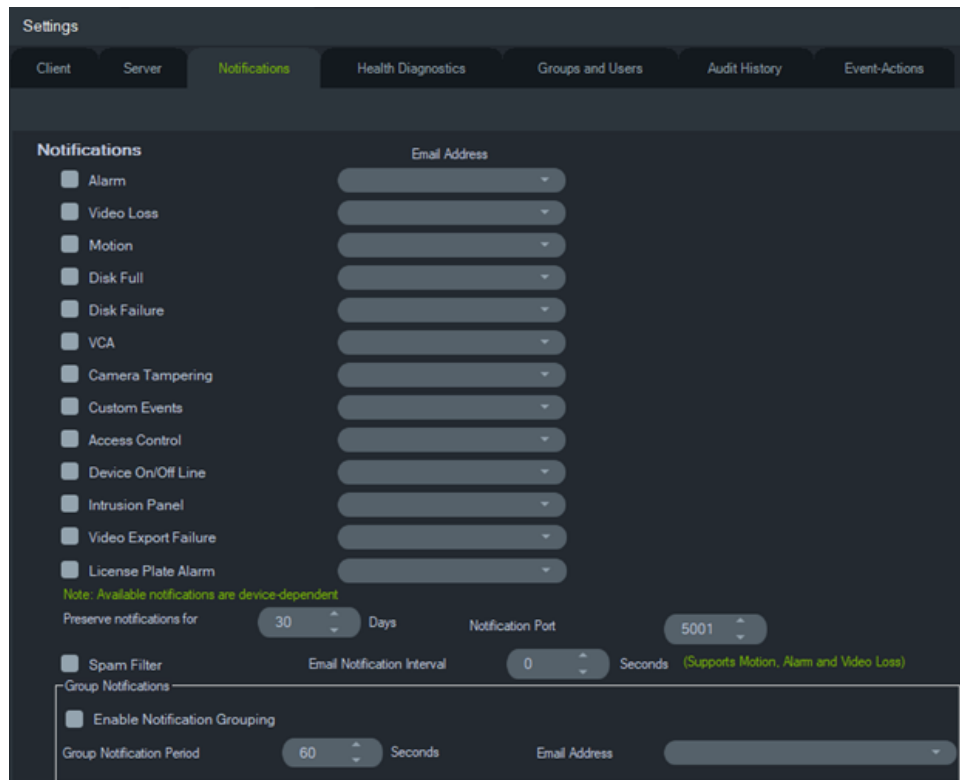 Settings
Client Server Notifications Health Diagnostics Groups and Users Audit History Event-Actions
Notifications Email Address
Alarm
Video Loss
Motion
Disk Full
Disk Failure
VCA
Camera Tampering
Custom Events
Access Control
Device On/Off Line
Intrusion Panel
Video Export Failure
License Plate Alarm
Note: Available notifications are device-dependent
Preserve notifications for 30 Days Notification Port 5001
Spam Filter Email Notification Interval 0 Seconds (Supports Motion, Alarm and Video Loss)
Group Notifications
Enable Notification Grouping
Group Notification Period 60 Seconds Email Address